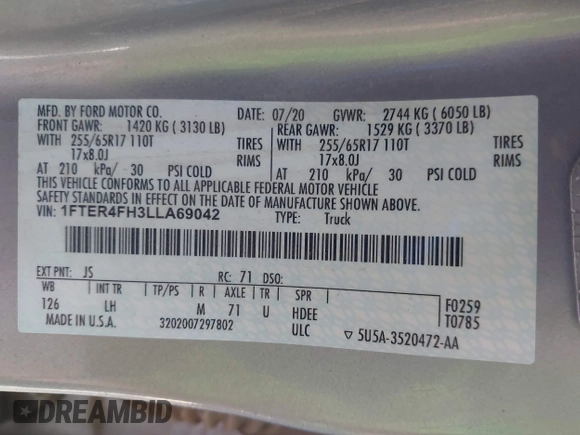 MFD. BY FORD MOTOR CO.
DATE: 07/20 GVWR: 2744 KG ( 6050 LB)
FRONT GAWR: 1420 KG ( 3130 LB) REAR GAWR: 1529 KG ( 3370 LB)
WITH 255/65R17 110T TIRES WITH 255/65R17 110T TIRES
17x8.0J RIMS 17x8.0J RIMS
AT 210 kPa/ 30 PSI COLD AT 210 kPa/ 30 PSI COLD
THIS VEHICLE CONFORMS TO ALL APPLICABLE FEDERAL MOTOR VEHICLE
SAFETY STANDARDS IN EFFECT ON THE DATE OF MANUFACTURE SHOWN ABOVE.
VIN: 1FTER4FH3LLA69042 TYPE: Truck
EXT PNT: JS RC: 71 DSO:
WB INT TR TP/PS R AXLE TR SPR
126 LH M 71 U HDEE F0259
ULC T0785
MADE IN U.S.A. 3202007297802 ▽ 5U5A-3520472-AA
DREAMBID